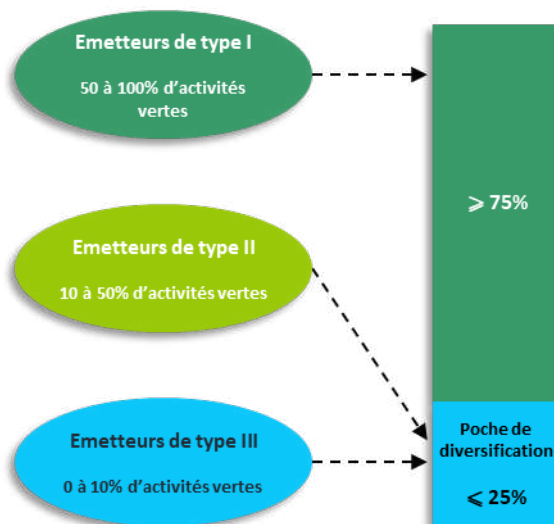 Emetteurs de type I
50 à 100% d’activités
vertes
⩾ 75%
Emetteurs de type II
10 à 50% d’activités vertes
Emetteurs de type III
0 à 10% d’activités vertes
Poche de
diversification
⩽ 25%